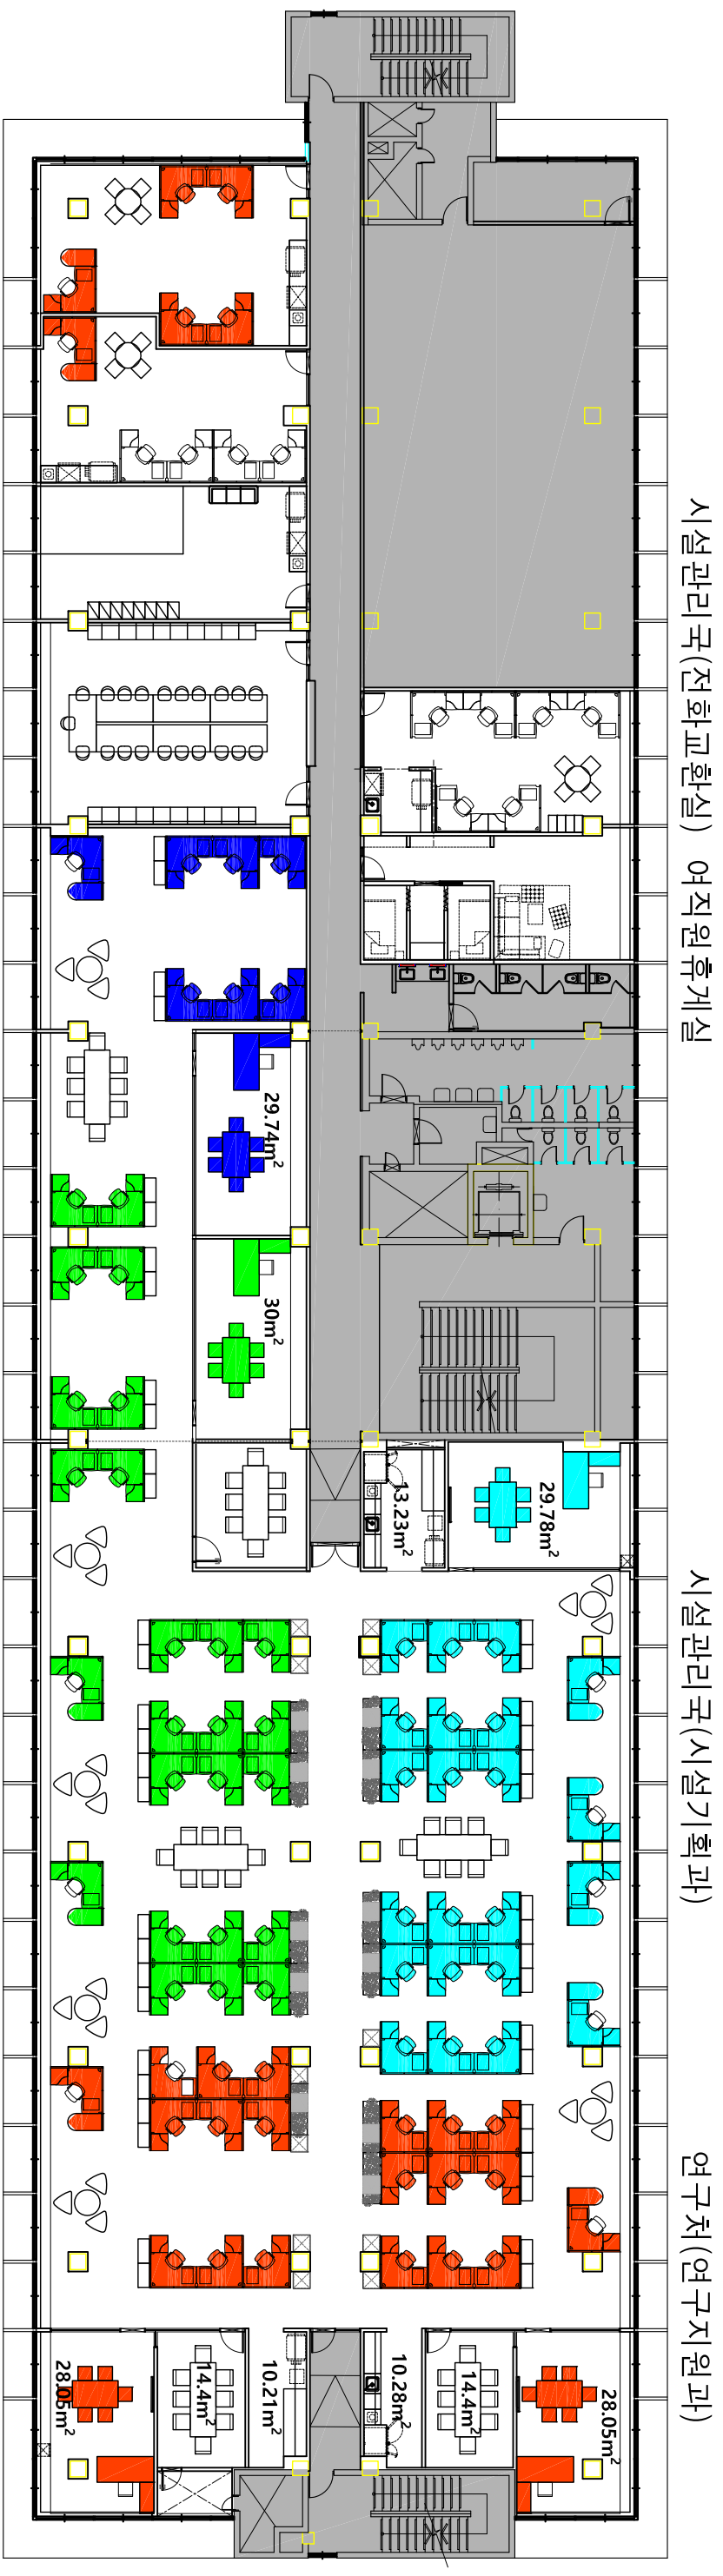 시설관리국(전화교환실)
여직원휴게실
시설관리국(시설기획과)
연구처(연구지원과)
29.74m²
30m²
13.23m²
29.78m²
28.05m²
14.4m²
10.21m²
10.28m²
14.4m²
28.05m²